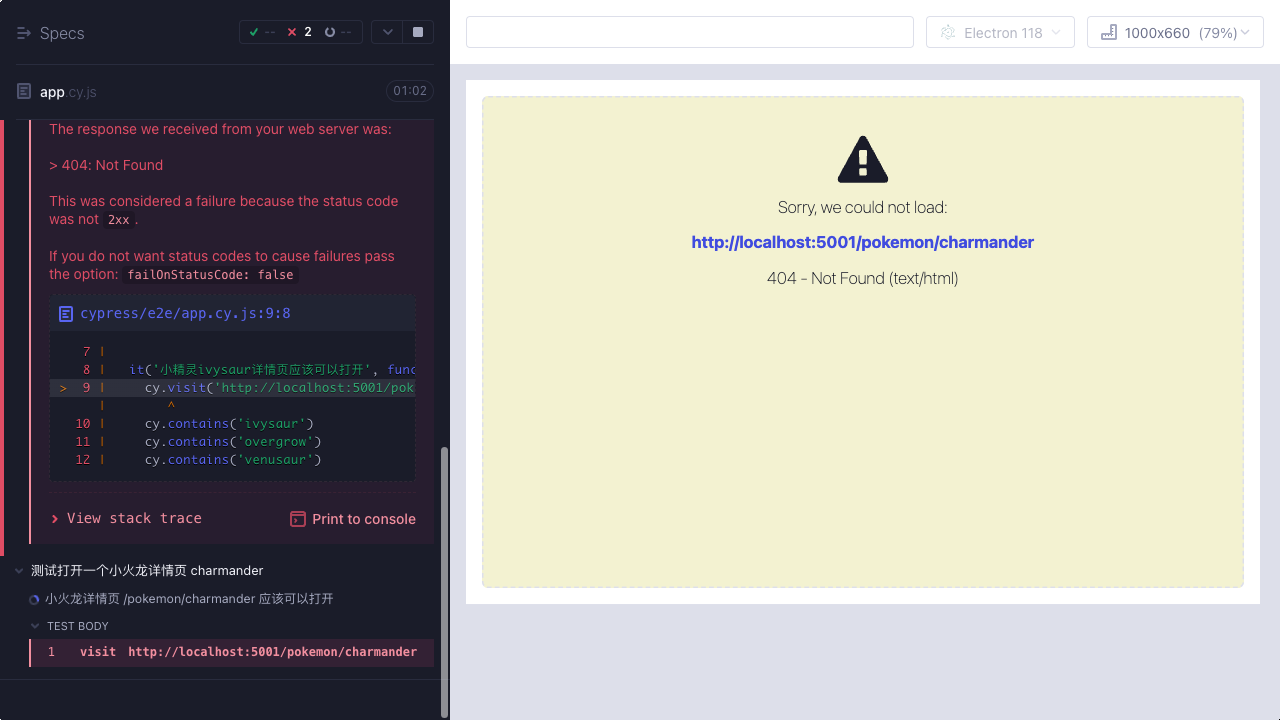 Specs
--
2
--
Electron 118
1000x660 (79%)
app.cy.js
01:02
The response we received from your web server was:
> 404: Not Found
This was considered a failure because the status code
was not 2xx.
If you do not want status codes to cause failures pass
the option: failOnStatusCode: false
cypress/e2e/app.cy.js:9:8
7 |
8 | it('小精灵ivysaur详情页应该可以打开', func
> 9 | cy.visit('http://localhost:5001/pok
| ^
10 | cy.contains('ivysaur')
11 | cy.contains('overgrow')
12 | cy.contains('venusaur')
View stack trace
Print to console
测试打开一个小火龙详情页 charmander
小火龙详情页 /pokemon/charmander 应该可以打开
TEST BODY
1 visit http://localhost:5001/pokemon/charmander
Sorry, we could not load:
http://localhost:5001/pokemon/charmander
404 - Not Found (text/html)